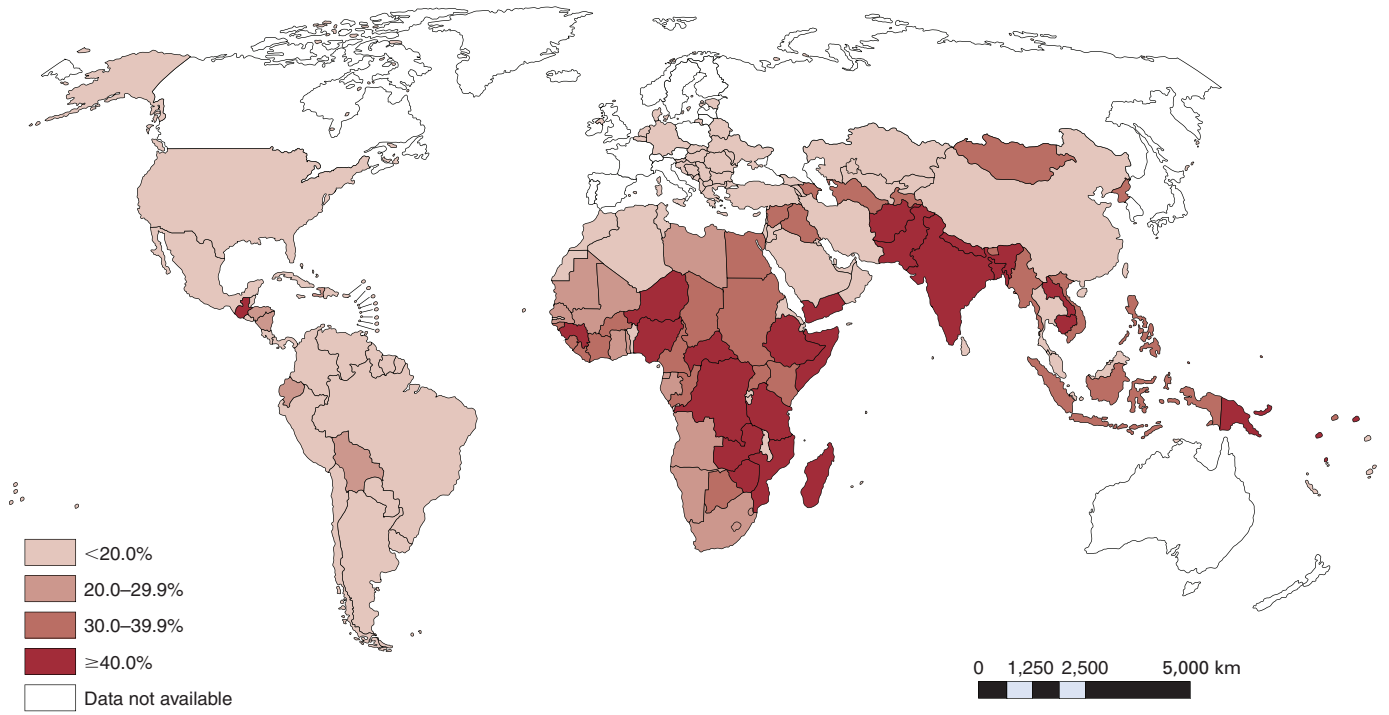 <20.0%
20.0–29.9%
30.0–39.9%
≥40.0%
Data not available
0 1,250 2,500 5,000 km